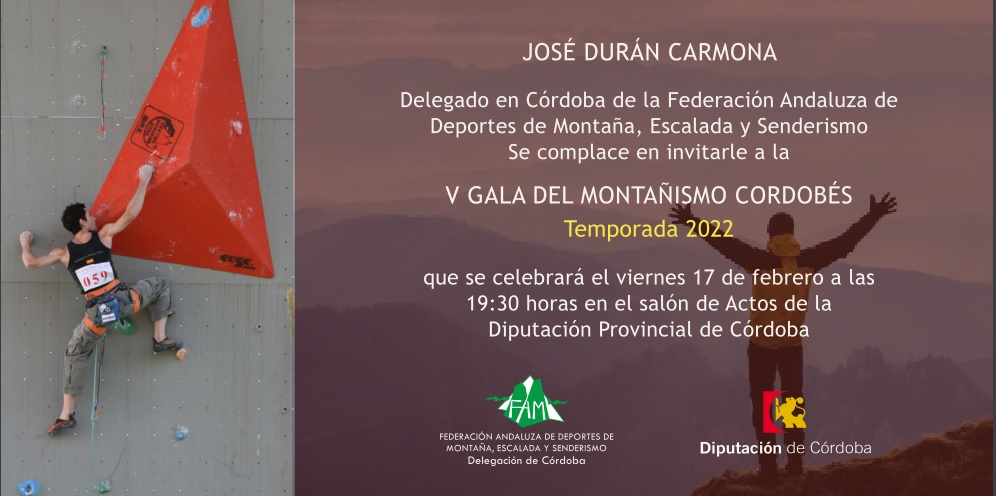 JOSÉ DURÁN CARMONA
Delegado en Córdoba de la Federación Andaluza de
Deportes de Montaña, Escalada y Senderismo
Se complace en invitarle a la
V GALA DEL MONTAÑISMO CORDOBÉS
Temporada 2022
que se celebrará el viernes 17 de febrero a las
19:30 horas en el salón de Actos de la
Diputación Provincial de Córdoba
059
FAM
FEDERACIÓN ANDALUZA DE DEPORTES DE
MONTAÑA, ESCALADA Y SENDERISMO
Delegación de Córdoba
Diputación de Córdoba